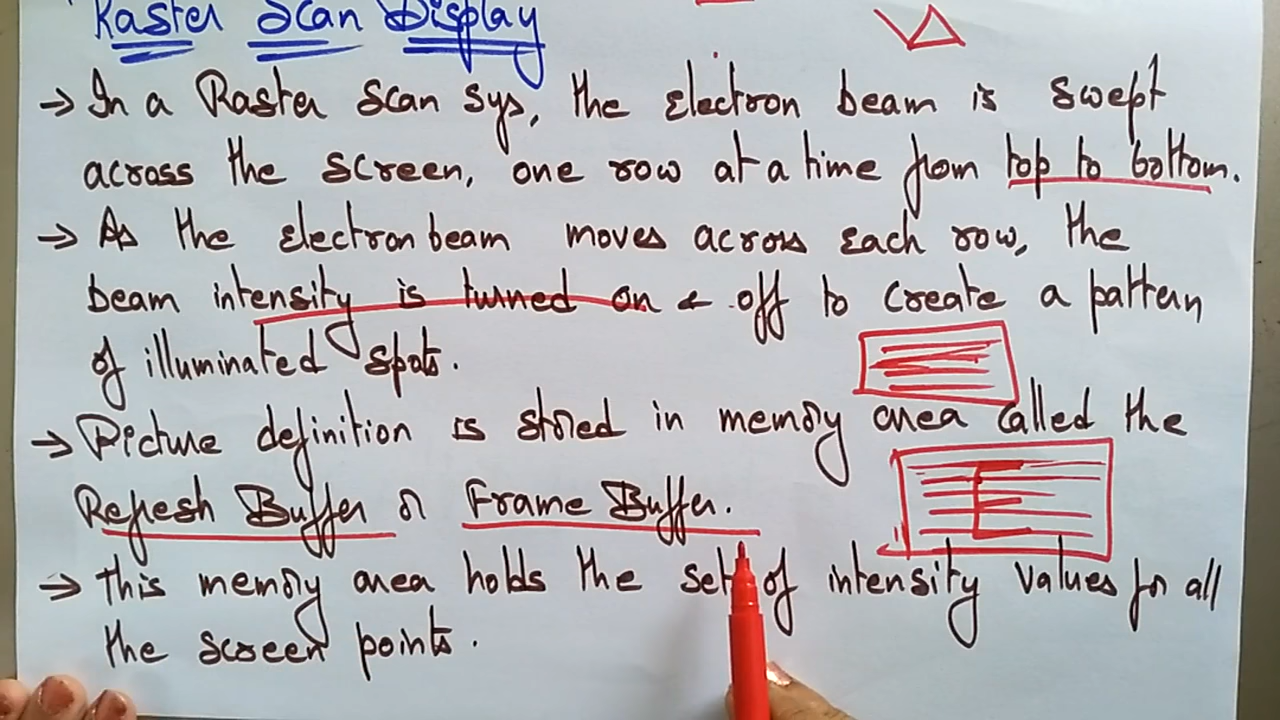 Raster Scan Display
→ In a Raster Scan Sys, the Electron beam is swept
across the screen, one row at a time from top to bottom.
→ As the Electron beam moves across Each row, the
beam intensity is turned on & off to create a pattern
of illuminated spots.
→ Picture definition is stored in memory area called the
Refresh Buffer or Frame Buffer.
→ This memory area holds the set of intensity values for all
the screen points.